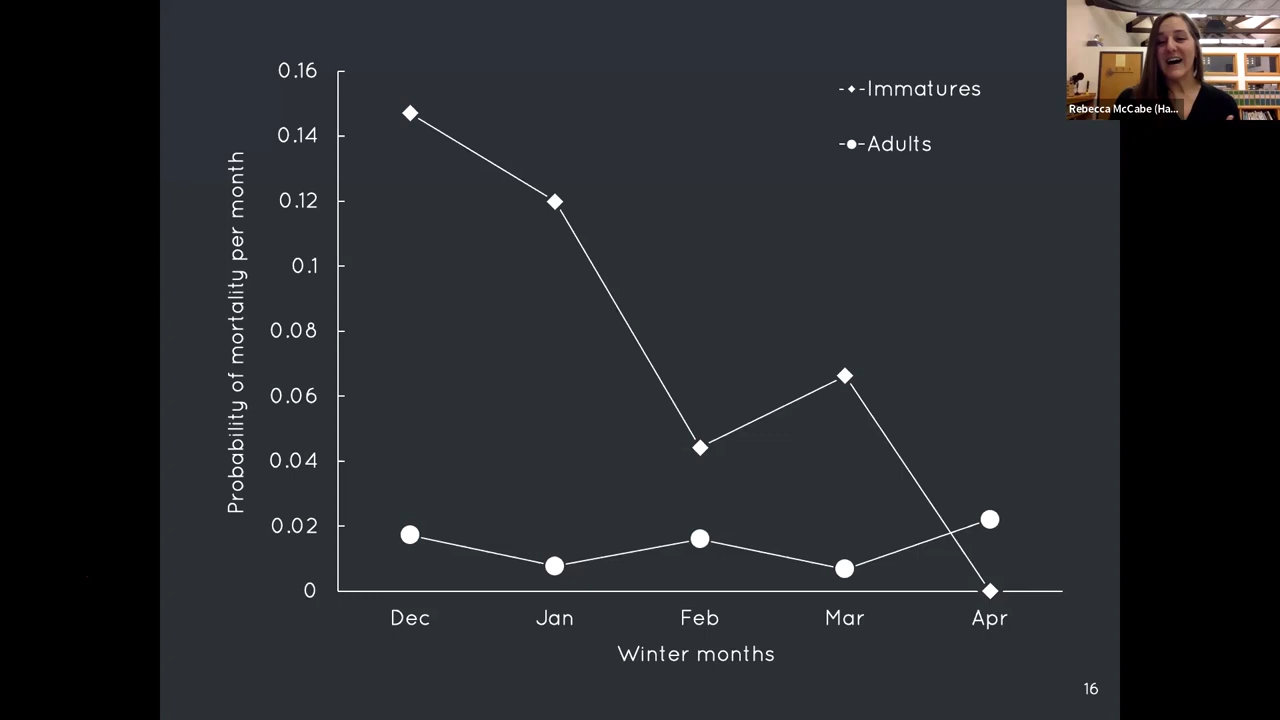 Rebecca McCabe (Ha...
-Immatures
-Adults
Probability of mortality per month
0.16
0.14
0.12
0.1
0.08
0.06
0.04
0.02
0
Dec Jan Feb Mar Apr
Winter months
16